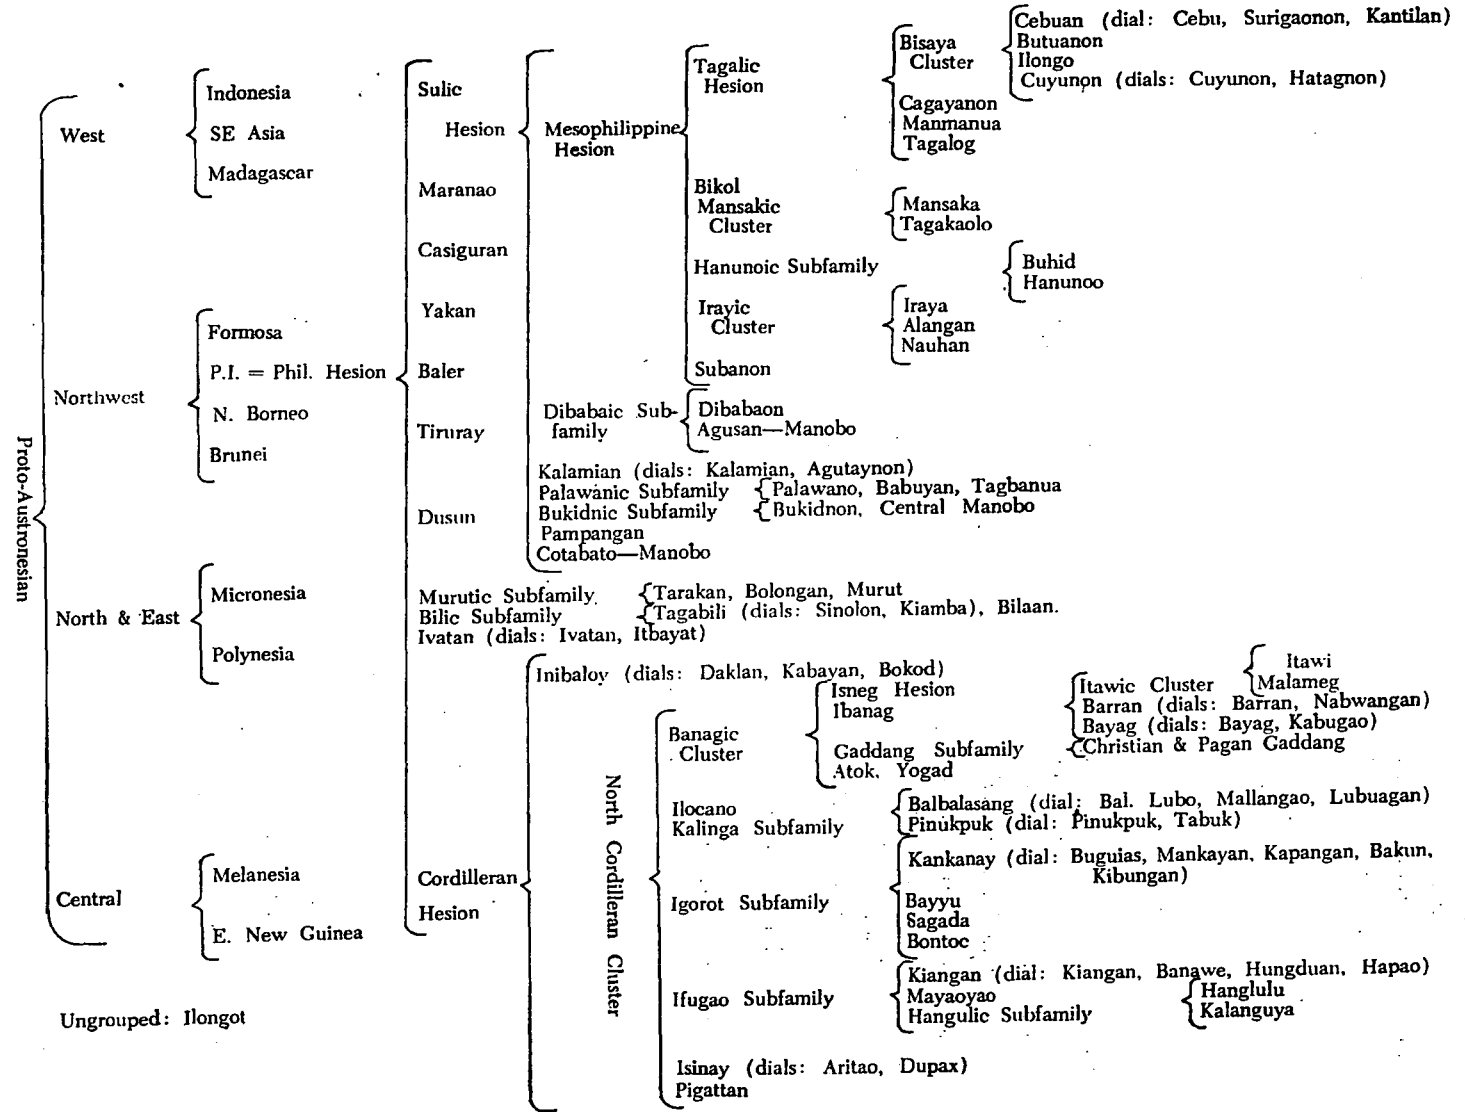 Proto-Austronesian
West
Indonesia
SE Asia
Madagascar
Northwest
Formosa
P.I. = Phil. Hesion
N. Borneo
Brunei
North & East
Micronesia
Polynesia
Central
Melanesia
E. New Guinea
Ungrouped: Ilongot
Sulic
Hesion
Maranao
Casiguran
Yakan
Baler
Tiruray
Dusun
Murutic Subfamily
Tarakan, Bolongan, Murut
Bilic Subfamily
Tagabili (dials: Sinolon, Kiamba), Bilaan.
Ivatan (dials: Ivatan, Itbayat)
Cordilleran
Hesion
Mesophilippine
Hesion
Tagalic
Hesion
Bisaya
Cluster
Cebuan (dial: Cebu, Surigaonon, Kantilan)
Butuanon
Ilongo
Cuyunon (dials: Cuyunon, Hatagnon)
Cagayanon
Manmanua
Tagalog
Bikol
Mansakic
Cluster
Mansaka
Tagakaolo
Hanunoic Subfamily
Buhid
Hanunoo
Irayic
Cluster
Iraya
Alangan
Nauhan
Subanon
Dibabaic Sub-
family
Dibabaon
Agusan—Manobo
Kalamian (dials: Kalamian, Agutaynon)
Palawanic Subfamily
Palawano, Babuyan, Tagbanua
Bukidnic Subfamily
Bukidnon, Central Manobo
Pampangan
Cotabato—Manobo
Inibaloy (dials: Daklan, Kabayan, Bokod)
North Cordilleran Cluster
Banagic
Cluster
Isneg Hesion
Ibanag
Itawic Cluster
Itawi
Malameg
Barran (dials: Barran, Nabwangan)
Bayag (dials: Bayag, Kabugao)
Gaddang Subfamily
Christian & Pagan Gaddang
Atok. Yogad
Ilocano
Kalinga Subfamily
Balbalasang (dial; Bal. Lubo, Mallangao, Lubuagan)
Pinukpuk (dial: Pinukpuk, Tabuk)
Igorot Subfamily
Kankanay (dial: Buguias, Mankayan, Kapangan, Bakun,
Kibungan)
Bayyu
Sagada
Bontoc
Ifugao Subfamily
Kiangan (dial: Kiangan, Banawe, Hungduan, Hapao)
Mayaoyao
Hangulic Subfamily
Hanglulu
Kalanguya
Isinay (dials: Aritao, Dupax)
Pigattan